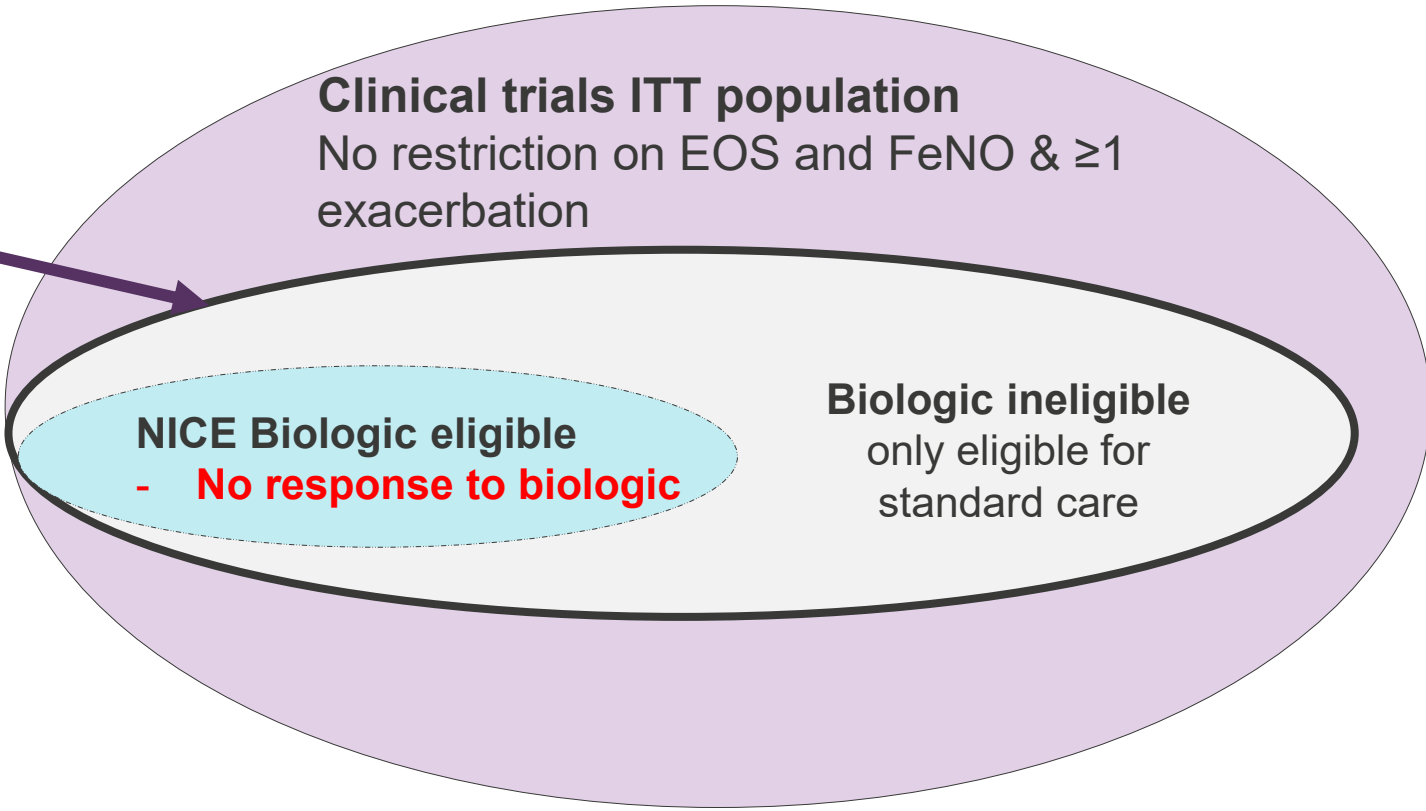 Clinical trials ITT population
No restriction on EOS and FeNO & ≥1
exacerbation
NICE Biologic eligible
- No response to biologic
Biologic ineligible
only eligible for
standard care